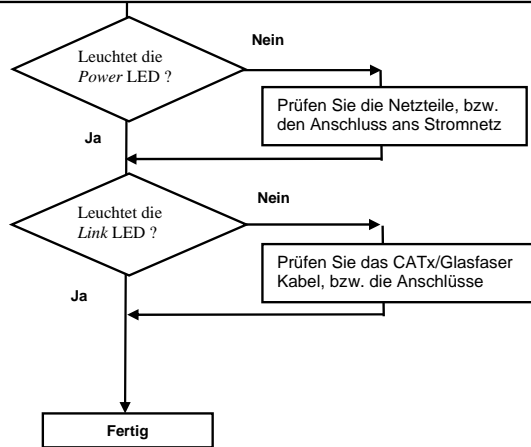 Leuchtet die
Power LED ?
Nein
Prüfen Sie die Netzteile, bzw.
den Anschluss ans Stromnetz
Ja
Leuchtet die
Link LED ?
Nein
Prüfen Sie das CATx/Glasfaser
Kabel, bzw. die Anschlüsse
Ja
Fertig